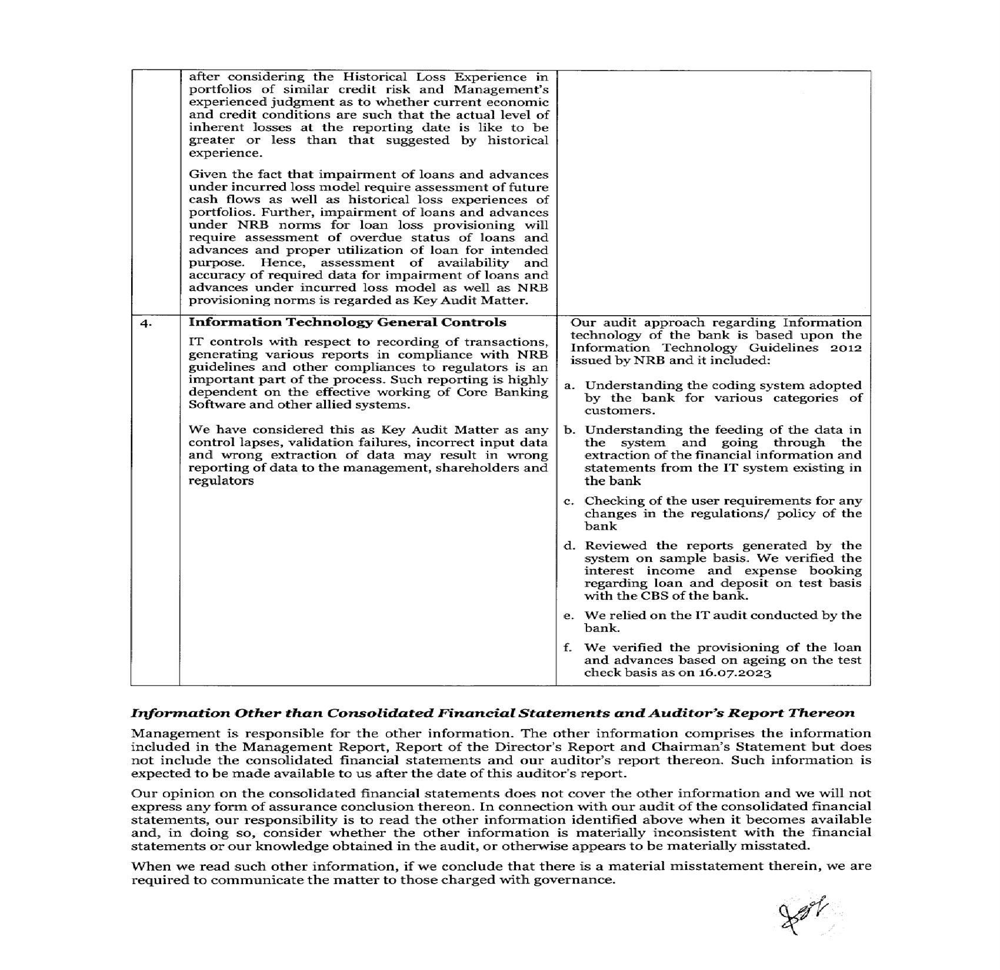 after considering the Historical Loss Experience in
portfolios of similar credit risk and Management's
experienced judgment as to whether current economic
and credit conditions are such that the actual level of
inherent losses at the reporting date is like to be
greater or less than that suggested by historical
experience.
Given the fact that impairment of loans and advances
under incurred loss model require assessment of future
cash flows as well as historical loss experiences of
portfolios. Further, impairment of loans and advances
under NRB norms for loan loss provisioning will
require assessment of overdue status of loans and
advances and proper utilization of loan for intended
purpose. Hence, assessment of availability and
accuracy of required data for impairment of loans and
advances under incurred loss model as well as NRB
provisioning norms is regarded as Key Audit Matter.
4.
Information Technology General Controls
IT controls with respect to recording of transactions,
generating various reports in compliance with NRB
guidelines and other compliances to regulators is an
important part of the process. Such reporting is highly
dependent on the effective working of Core Banking
Software and other allied systems.
We have considered this as Key Audit Matter as any
control lapses, validation failures, incorrect input data
and wrong extraction of data may result in wrong
reporting of data to the management, shareholders and
regulators
Our audit approach regarding Information
technology of the bank is based upon the
Information Technology Guidelines 2012
issued by NRB and it included:
a. Understanding the coding system adopted
by the bank for various categories of
customers.
b. Understanding the feeding of the data in
the system and going through the
extraction of the financial information and
statements from the IT system existing in
the bank
c. Checking of the user requirements for any
changes in the regulations/ policy of the
bank
d. Reviewed the reports generated by the
system on sample basis. We verified the
interest income and expense booking
regarding loan and deposit on test basis
with the CBS of the bank.
e. We relied on the IT audit conducted by the
bank.
f. We verified the provisioning of the loan
and advances based on ageing on the test
check basis as on 16.07.2023
Information Other than Consolidated Financial Statements and Auditor's Report Thereon
Management is responsible for the other information. The other information comprises the information
included in the Management Report, Report of the Director's Report and Chairman's Statement but does
not include the consolidated financial statements and our auditor's report thereon. Such information is
expected to be made available to us after the date of this auditor's report.
Our opinion on the consolidated financial statements does not cover the other information and we will not
express any form of assurance conclusion thereon. In connection with our audit of the consolidated financial
statements, our responsibility is to read the other information identified above when it becomes available
and, in doing so, consider whether the other information is materially inconsistent with the financial
statements or our knowledge obtained in the audit, or otherwise appears to be materially misstated.
When we read such other information, if we conclude that there is a material misstatement therein, we are
required to communicate the matter to those charged with governance.